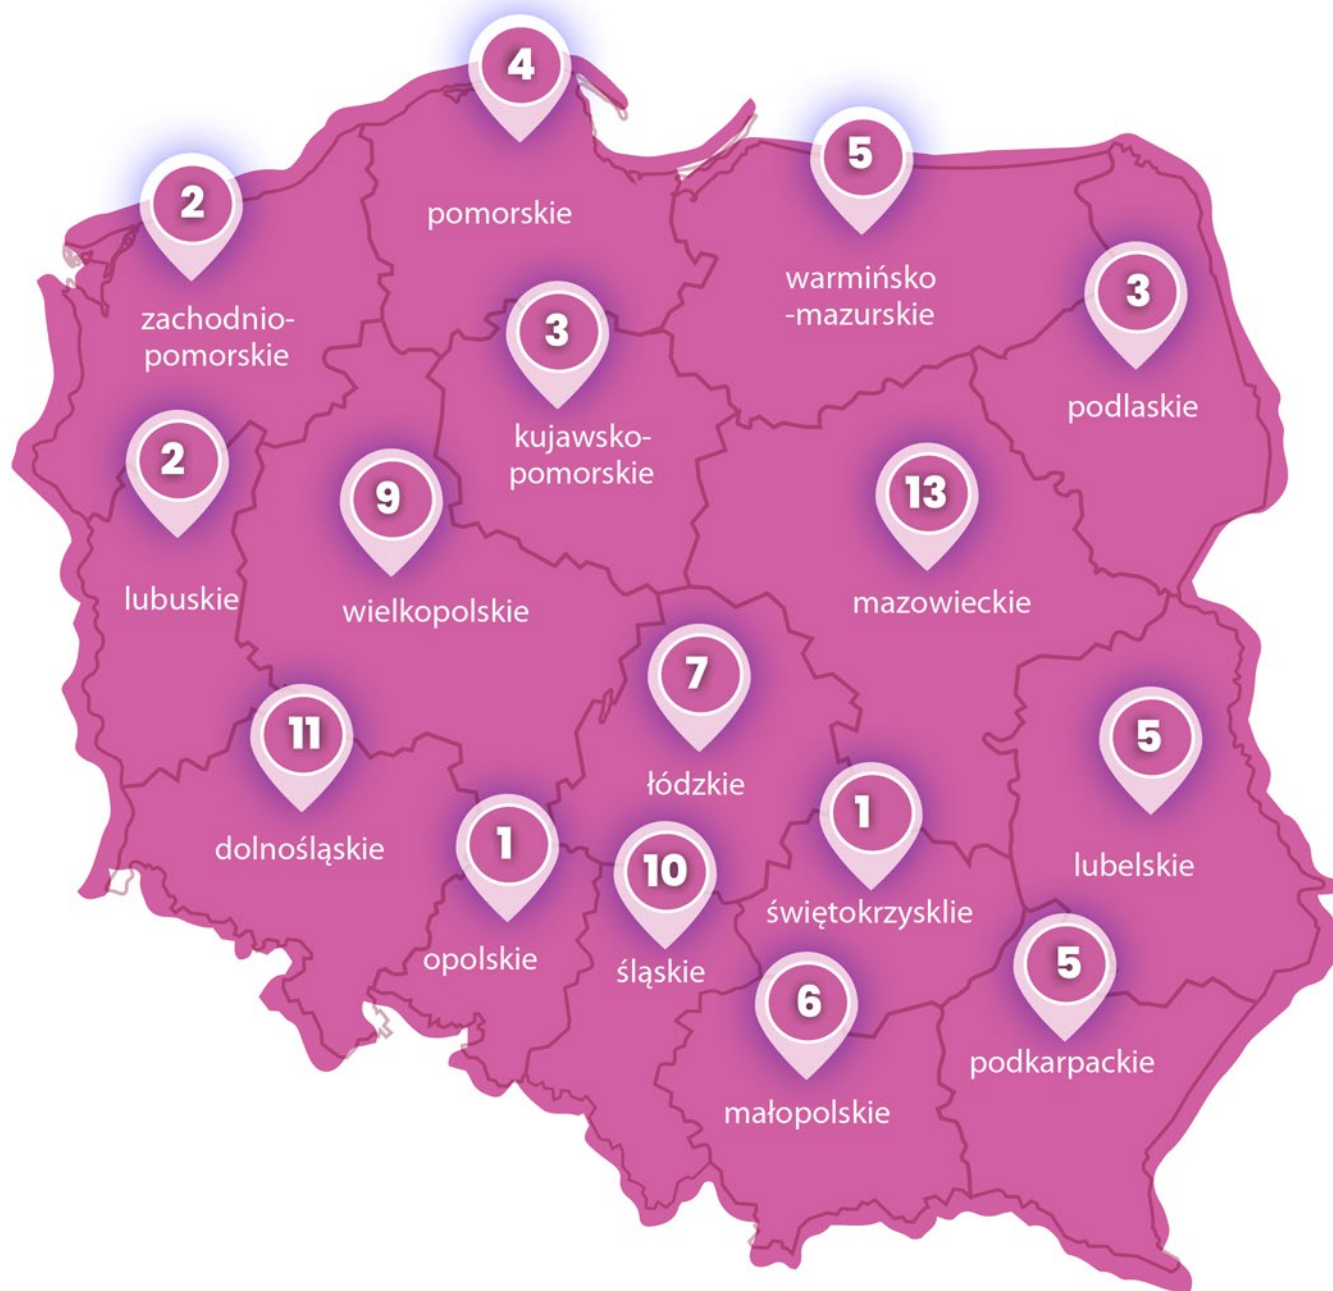 4
pomorskie
5
warmińsko
-mazurskie
2
zachodnio-
pomorskie
3
kujawsko-
pomorskie
3
podlaskie
2
lubuskie
9
wielkopolskie
13
mazowieckie
7
łódzkie
11
dolnośląskie
5
lubelskie
1
opolskie
10
śląskie
1
świętokrzysklie
6
małopolskie
5
podkarpackie